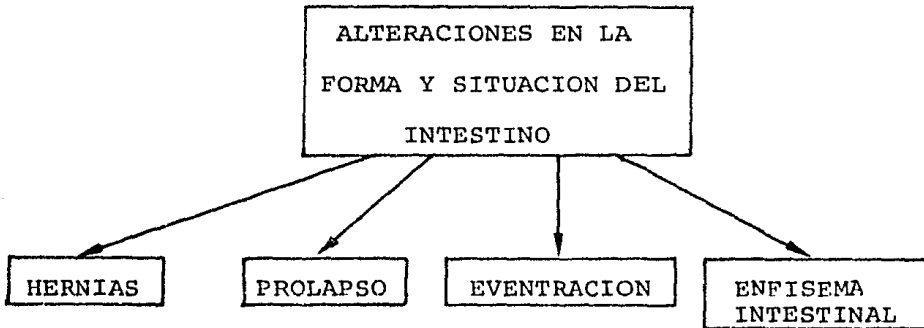 ALTERACIONES EN LA
FORMA Y SITUACION DEL
INTESTINO
HERNIAS
PROLAPSO
EVENTRACION
ENFISEMA
INTESTINAL